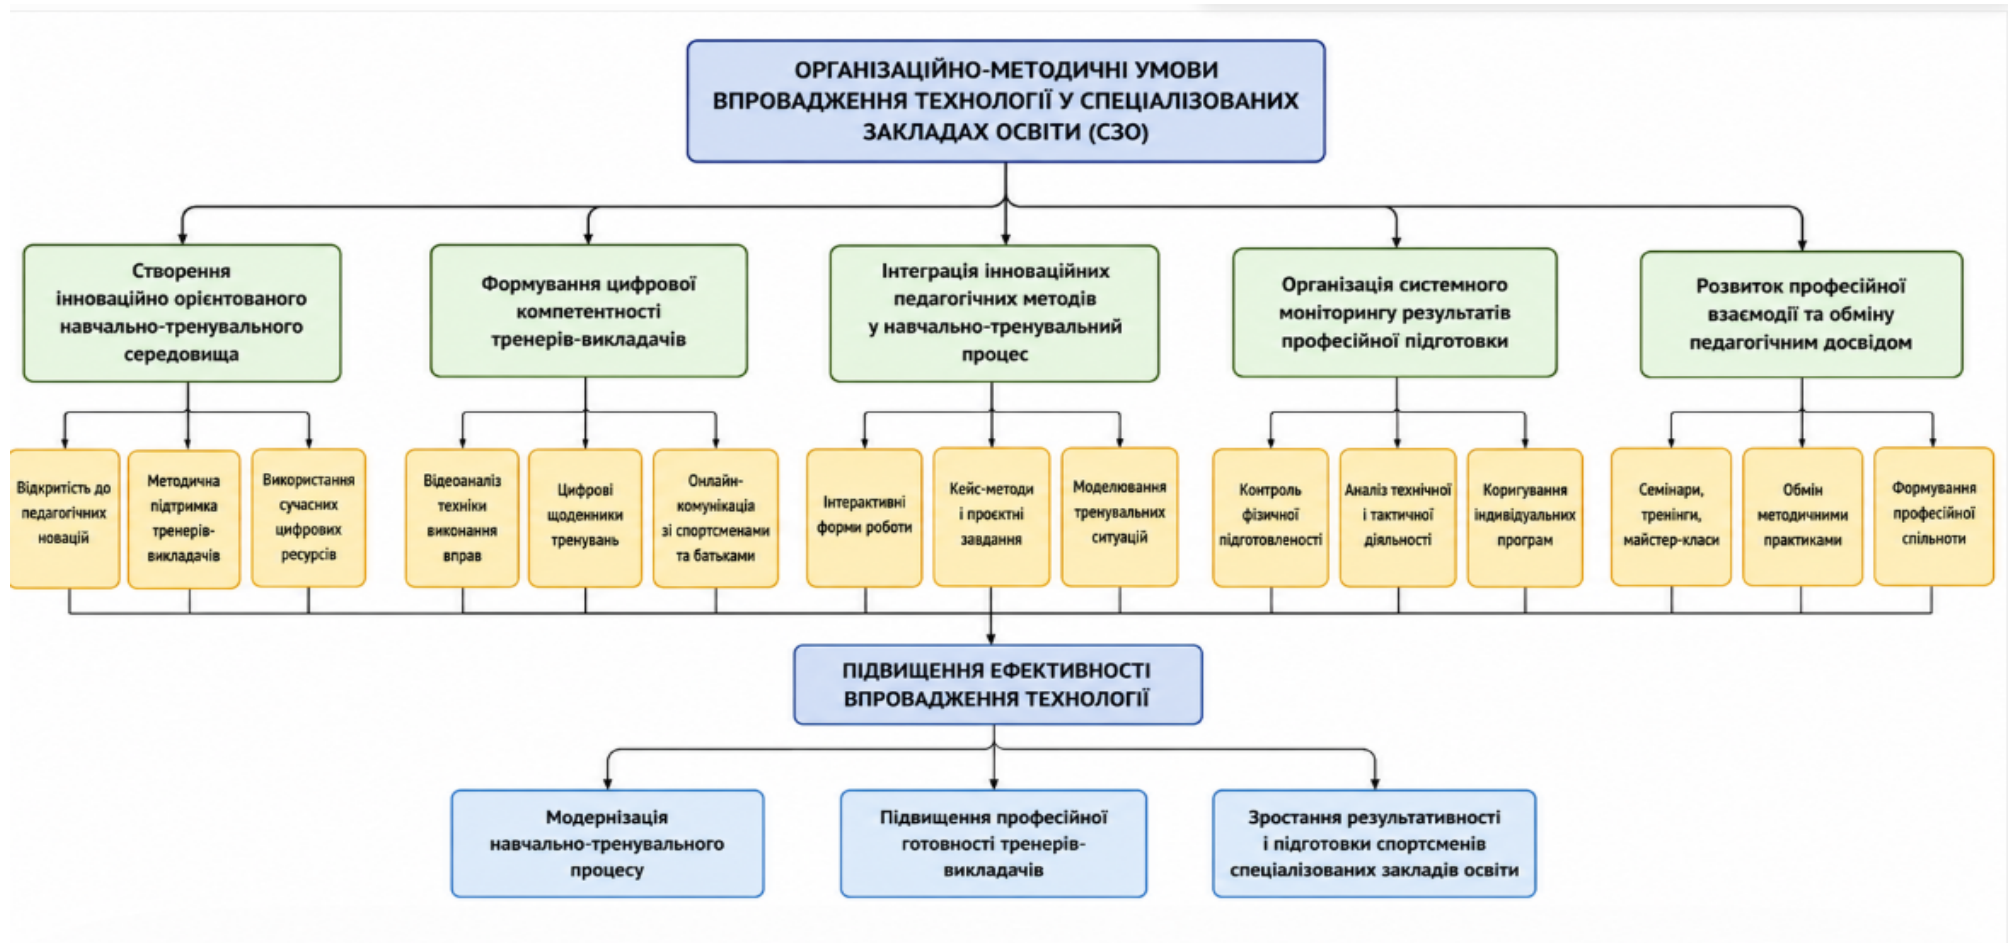 ОРГАНІЗАЦІЙНО-МЕТОДИЧНІ УМОВИ
ВПРОВАДЖЕННЯ ТЕХНОЛОГІЇ У СПЕЦІАЛІЗОВАНИХ
ЗАКЛАДАХ ОСВІТИ (СЗО)
Створення
інноваційно орієнтованого
навчально-тренувального
середовища
Формування цифрової
компетентності
тренерів-викладачів
Інтеграція інноваційних
педагогічних методів
у навчально-тренувальний
процес
Організація системного
моніторингу результатів
професійної підготовки
Розвиток професійної
взаємодії та обміну
педагогічним досвідом
Відкритість до
педагогічних
новацій
Методична
підтримка
тренерів-
викладачів
Використання
сучасних
цифрових
ресурсів
Відеоаналіз
техніки
виконання
вправ
Цифрові
щоденники
тренувань
Онлайн-
комунікація
зі спортсменами
та батьками
Інтерактивні
форми роботи
Кейс-методи
і проєктні
завдання
Моделювання
тренувальних
ситуацій
Контроль
фізичної
підготовленості
Аналіз технічної
і тактичної
діяльності
Коригування
індивідуальних
програм
Семінари,
тренінги,
майстер-класи
Обмін
методичними
практиками
Формування
професійної
спільноти
ПІДВИЩЕННЯ ЕФЕКТИВНОСТІ
ВПРОВАДЖЕННЯ ТЕХНОЛОГІЇ
Модернізація
навчально-тренувального
процесу
Підвищення професійної
готовності тренерів-
викладачів
Зростання результативності
і підготовки спортсменів
спеціалізованих закладів освіти